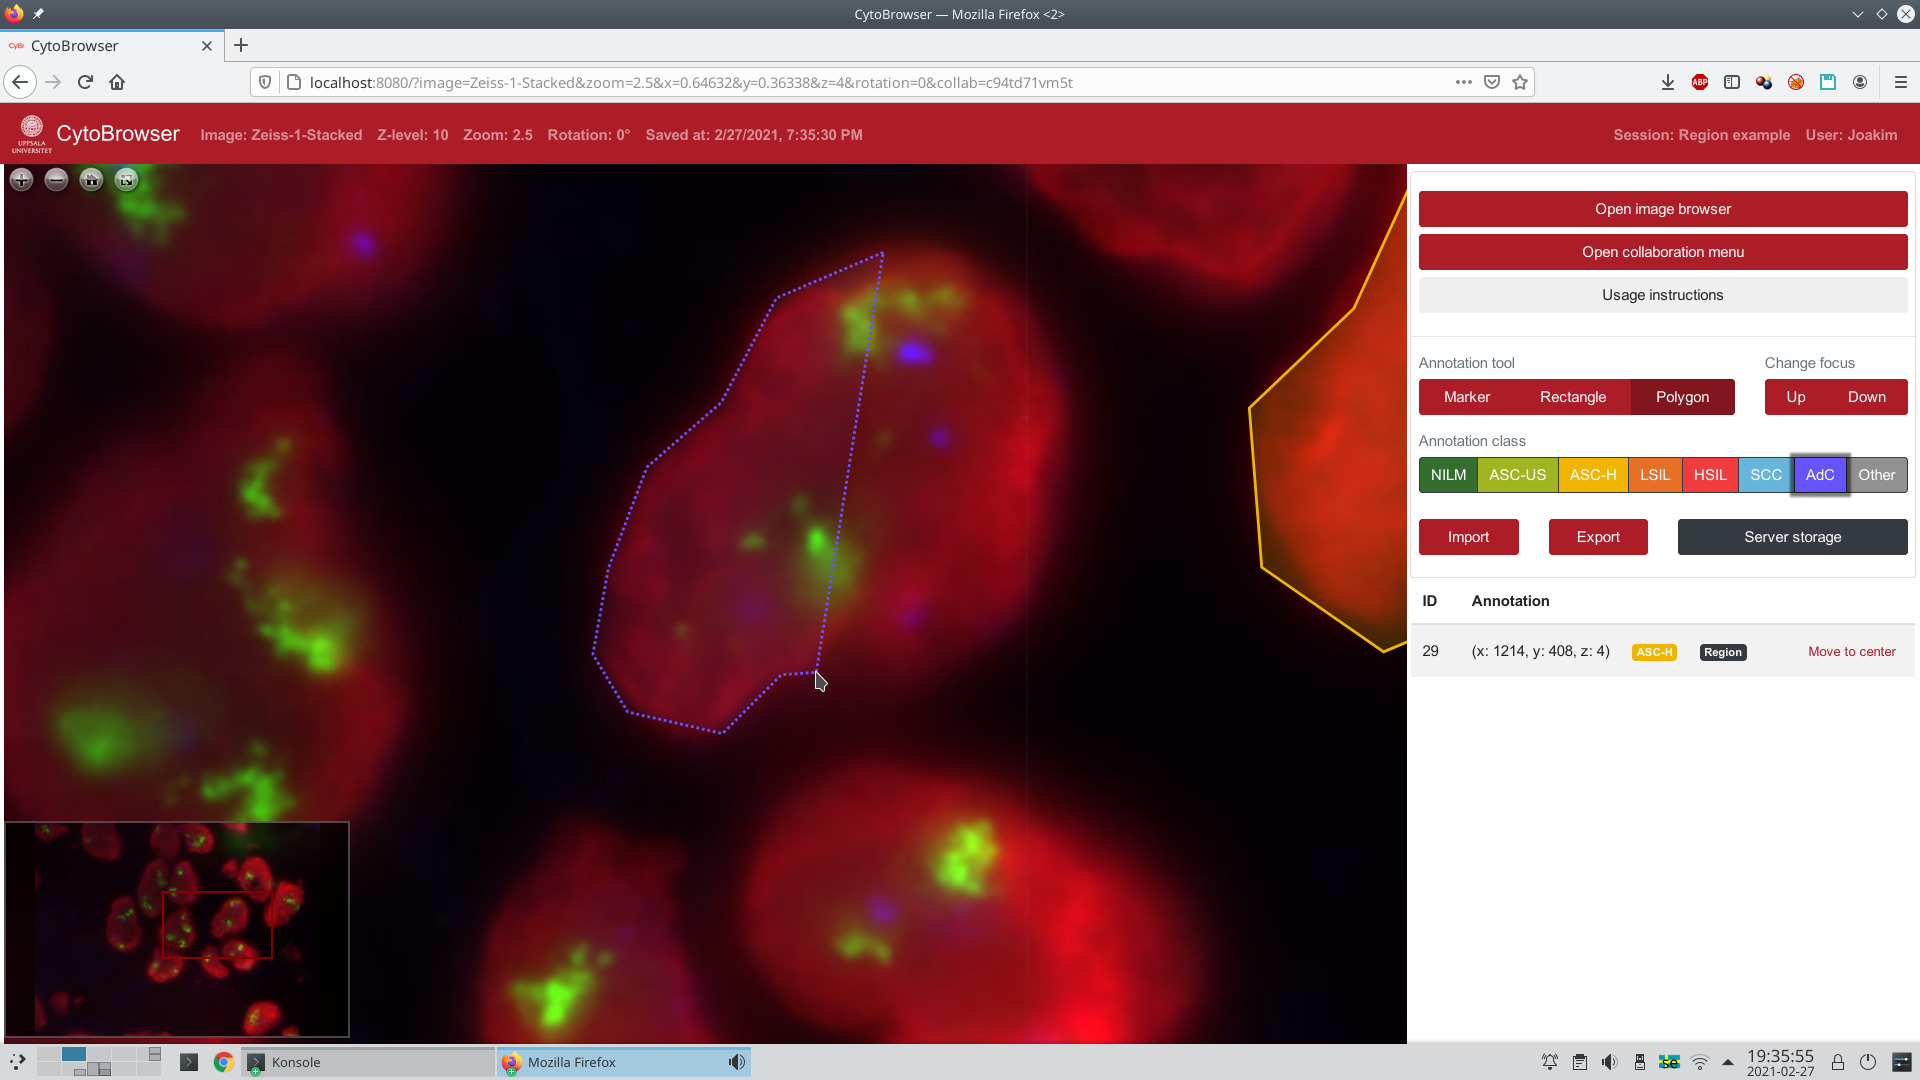 CytoBrowser — Mozilla Firefox <2>
CyBr CytoBrowser
localhost:8080/?image=Zeiss-1-Stacked&zoom=2.5&x=0.64632&y=0.36338&z=4&rotation=0&collab=c94td71vm5t
ABP
UPPSALA UNIVERSITET
CytoBrowser Image: Zeiss-1-Stacked Z-level: 10 Zoom: 2.5 Rotation: 0° Saved at: 2/27/2021, 7:35:30 PM Session: Region example User: Joakim
Open image browser
Open collaboration menu
Usage instructions
Annotation tool Change focus
Marker Rectangle Polygon Up Down
Annotation class
NILM ASC-US ASC-H LSIL HSIL SCC AdC Other
Import Export Server storage
ID Annotation
29 (x: 1214, y: 408, z: 4) ASC-H Region Move to center
Konsole Mozilla Firefox se 19:35:55
2021-02-27